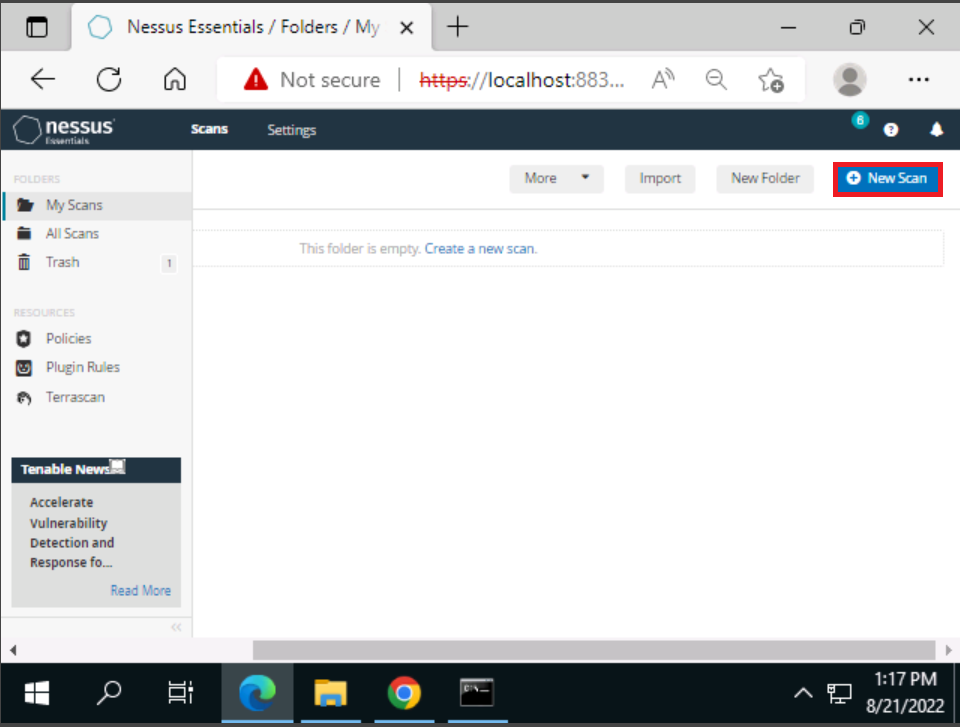 Nessus Essentials / Folders / My
Not secure
https://localhost:883...
nessus
Essentials
Scans
Settings
6
FOLDERS
My Scans
All Scans
Trash
1
RESOURCES
Policies
Plugin Rules
Terrascan
More
Import
New Folder
New Scan
This folder is empty. Create a new scan.
Tenable News
Accelerate
Vulnerability
Detection and
Response fo...
Read More
1:17 PM
8/21/2022